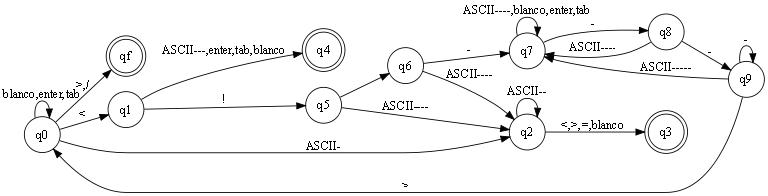 ASCII----,blanco,enter,tab
-
q8
ASCII---,enter,tab,blanco
q4
qf
q7
ASCII----
-
-
q6
-
ASCII-----
q9
>,/
ASCII----
blanco,enter,tab
<
q1
!
q5
ASCII--
ASCII----
q0
q2
<,>,=,blanco
q3
ASCII-
>